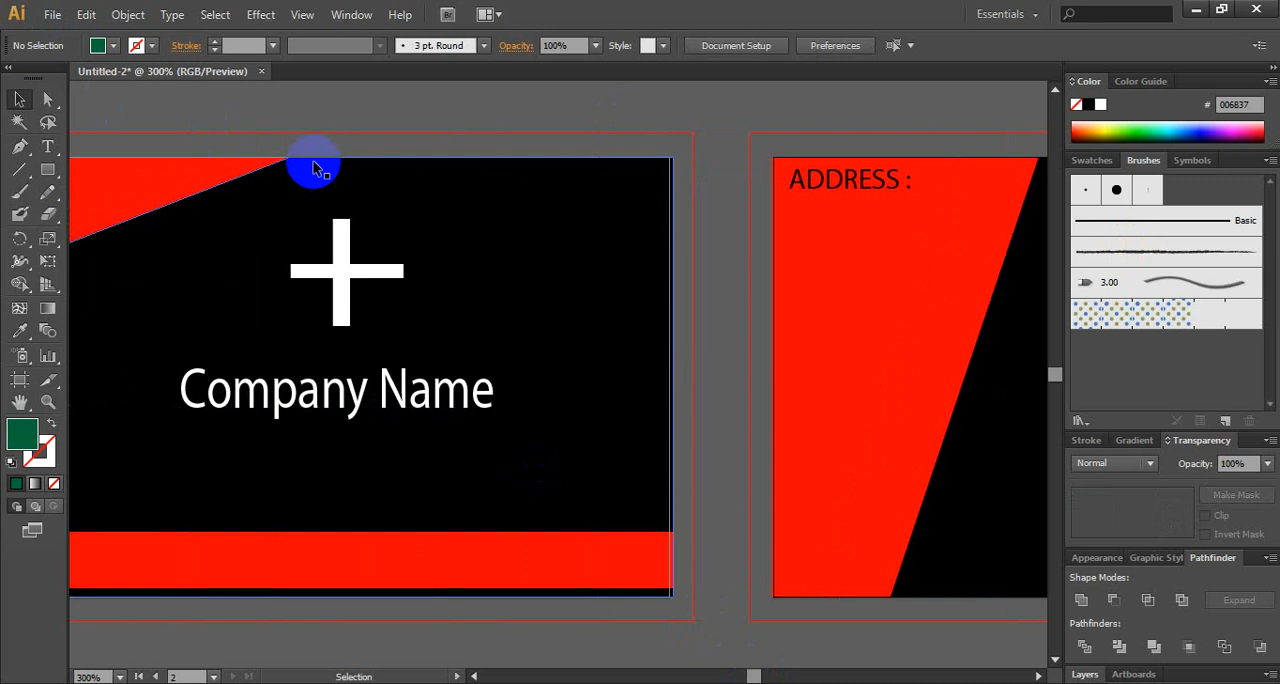 Ai File Edit Object Type Select Effect View Window Help Br Essentials
No Selection Stroke: 3 pt. Round Opacity: 100% Style: Document Setup Preferences
Untitled-2* @ 300% (RGB/Preview) ×
Color Color Guide
# 006837
Swatches Brushes Symbols
Basic
3.00
ADDRESS :
Company Name
Stroke Gradient Transparency
Normal Opacity: 100%
Make Mask
Clip
Invert Mask
Appearance Graphic Styl Pathfinder
Shape Modes:
Expand
Pathfinders:
Layers Artboards
300% 2 Selection